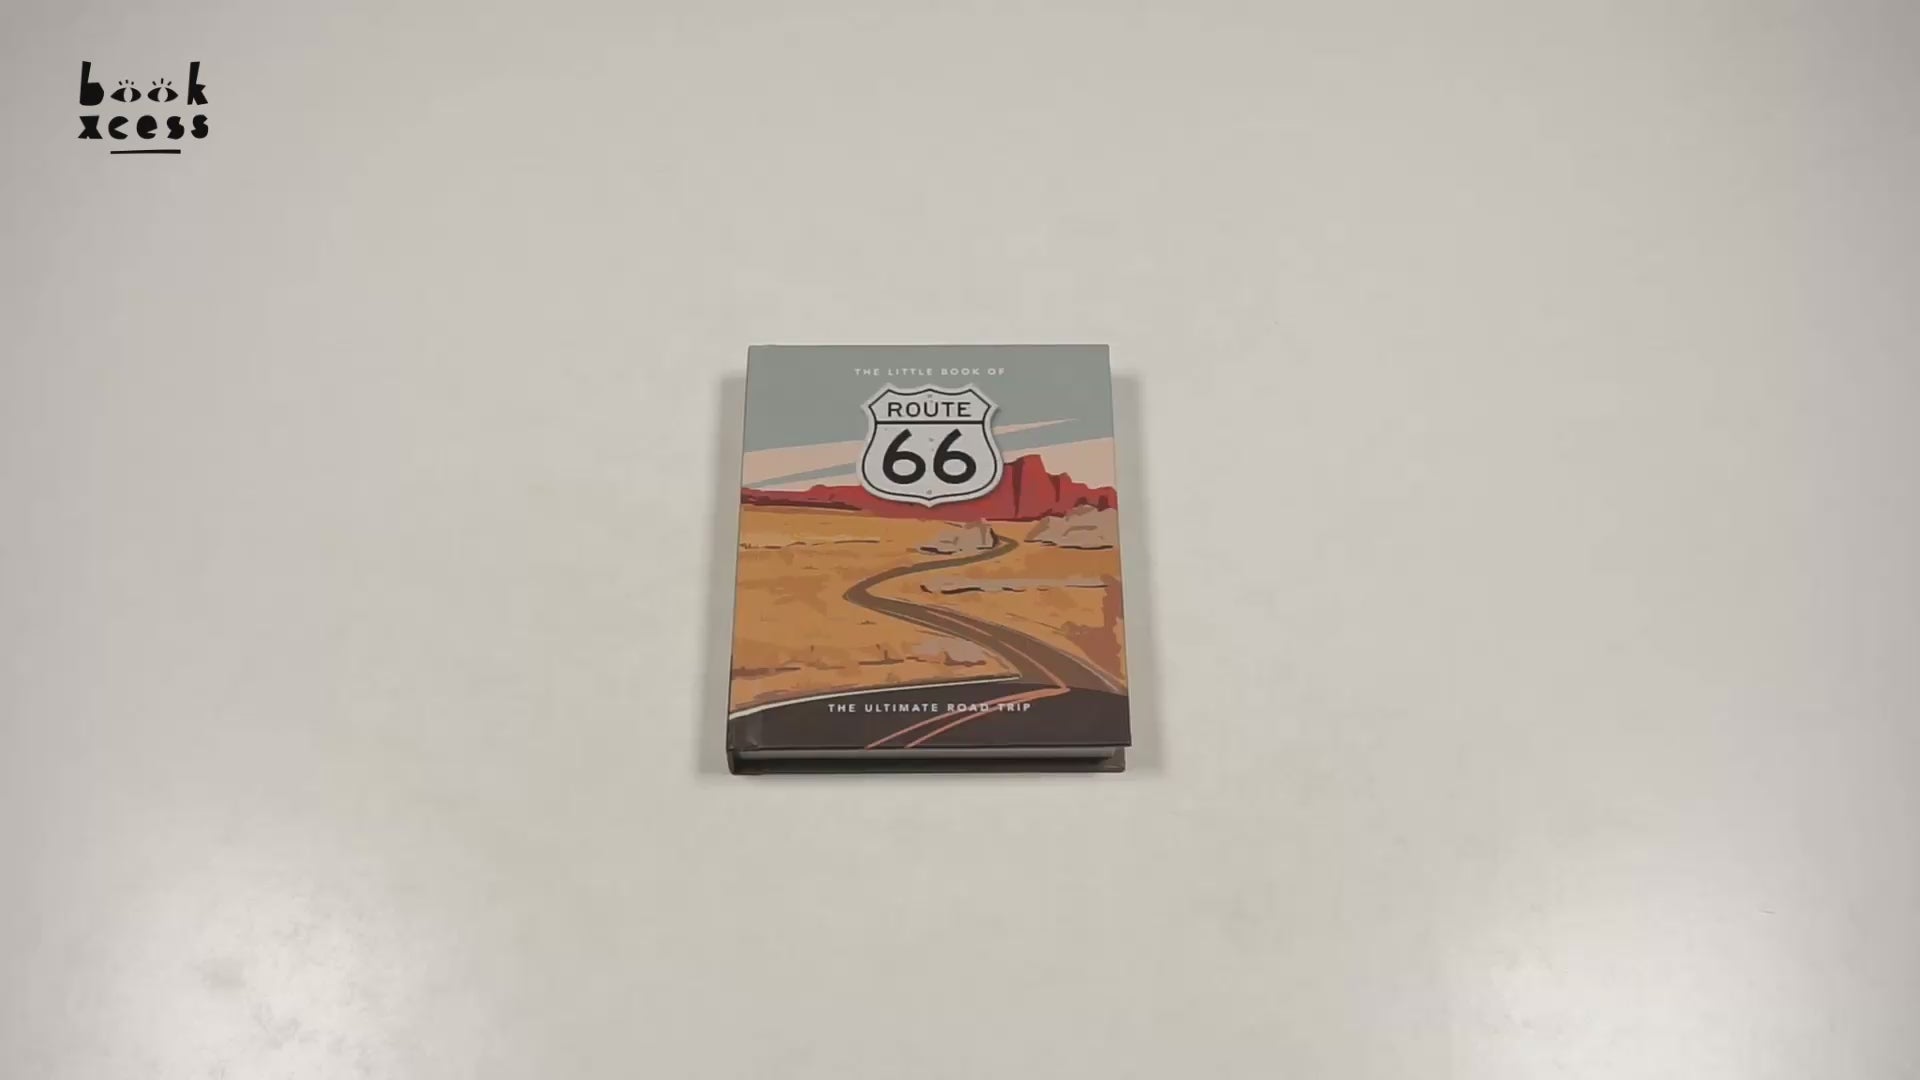 book
xcess
THE LITTLE BOOK OF
ROUTE
66
THE ULTIMATE ROAD TRIP